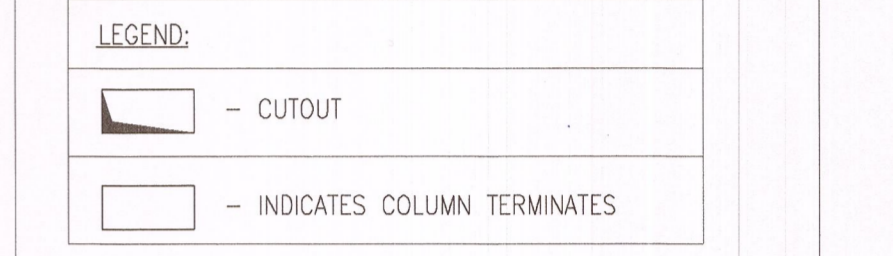 LEGEND:
– CUTOUT
– INDICATES COLUMN TERMINATES